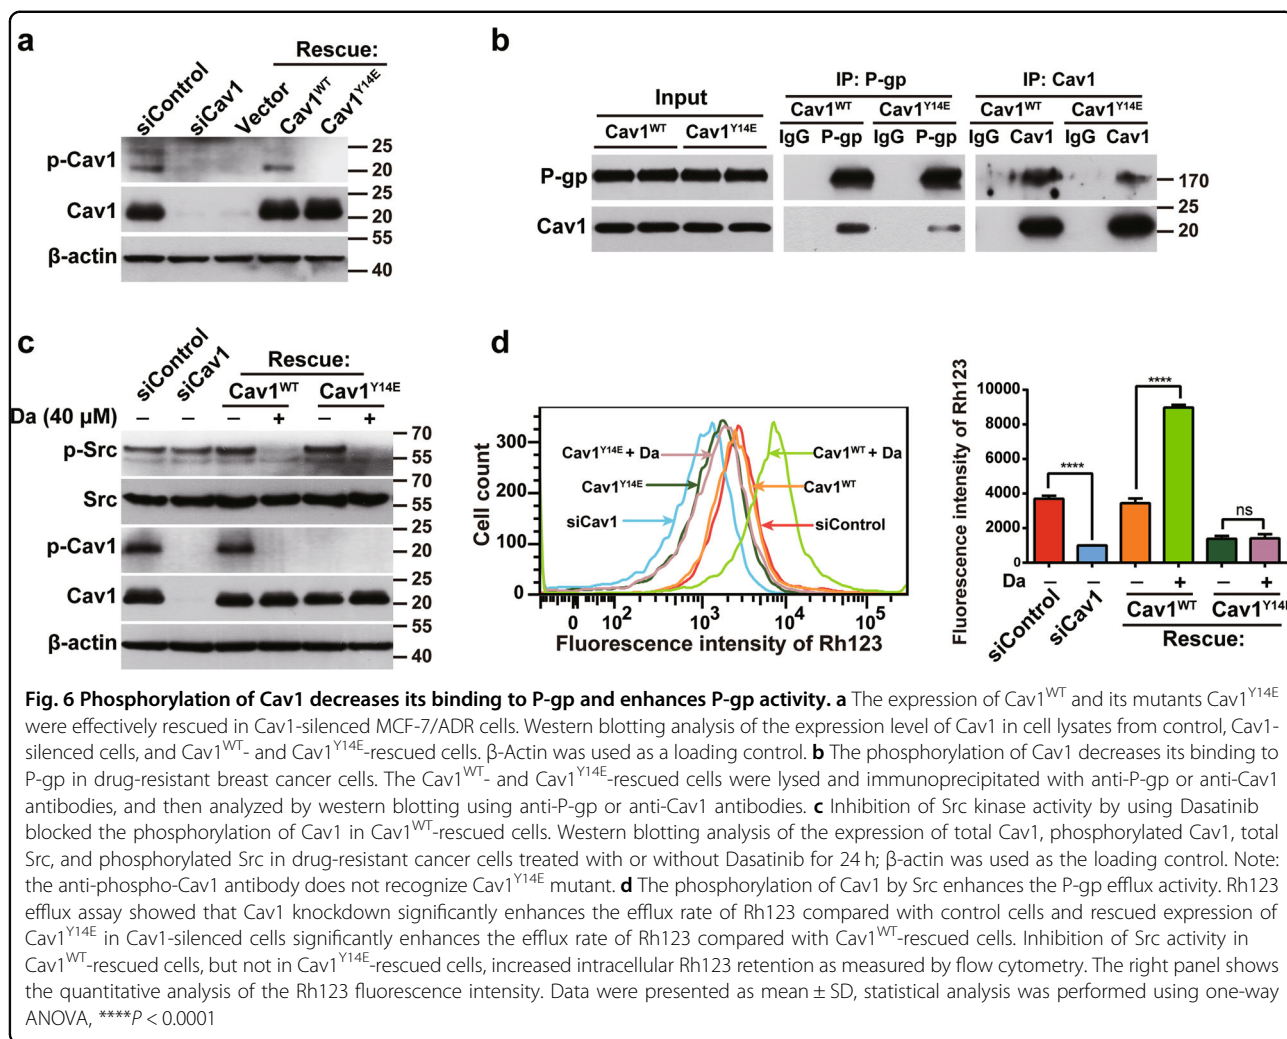 a
Rescue:
siControl
siCav1
Vector
Cav1WT
Cav1Y14E
p-Cav1
25
20
Cav1
25
20
β-actin
55
40
b
Input
IP: P-gp
IP: Cav1
Cav1WT Cav1Y14E Cav1WT Cav1Y14E Cav1WT Cav1Y14E
IgG P-gp IgG P-gp IgG Cav1 IgG Cav1
P-gp
170
Cav1
25
20
c
siControl
siCav1
Rescue:
Cav1WT Cav1Y14E
Da (40 μM) – – – + – +
p-Src
70
55
Src
70
55
p-Cav1
25
20
Cav1
25
20
β-actin
55
40
d
Cell count
300
200
100
0
Cav1Y14E + Da
Cav1Y14E
siCav1
Cav1WT + Da
Cav1WT
siControl
0 102 103 104 105
Fluorescence intensity of Rh123
Fluorescence intensity of Rh123
10000
8000
6000
4000
2000
0
****
****
ns
Da – – – + – +
siControl
siCav1
Cav1WT Cav1Y14E
Rescue:
Fig. 6 Phosphorylation of Cav1 decreases its binding to P-gp and enhances P-gp activity. a The expression of Cav1WT and its mutants Cav1Y14E
were effectively rescued in Cav1-silenced MCF-7/ADR cells. Western blotting analysis of the expression level of Cav1 in cell lysates from control, Cav1-
silenced cells, and Cav1WT- and Cav1Y14E-rescued cells. β-Actin was used as a loading control. b The phosphorylation of Cav1 decreases its binding to
P-gp in drug-resistant breast cancer cells. The Cav1WT- and Cav1Y14E-rescued cells were lysed and immunoprecipitated with anti-P-gp or anti-Cav1
antibodies, and then analyzed by western blotting using anti-P-gp or anti-Cav1 antibodies. c Inhibition of Src kinase activity by using Dasatinib
blocked the phosphorylation of Cav1 in Cav1WT-rescued cells. Western blotting analysis of the expression of total Cav1, phosphorylated Cav1, total
Src, and phosphorylated Src in drug-resistant cancer cells treated with or without Dasatinib for 24 h; β-actin was used as the loading control. Note:
the anti-phospho-Cav1 antibody does not recognize Cav1Y14E mutant. d The phosphorylation of Cav1 by Src enhances the P-gp efflux activity. Rh123
efflux assay showed that Cav1 knockdown significantly enhances the efflux rate of Rh123 compared with control cells and rescued expression of
Cav1Y14E in Cav1-silenced cells significantly enhances the efflux rate of Rh123 compared with Cav1WT-rescued cells. Inhibition of Src activity in
Cav1WT-rescued cells, but not in Cav1Y14E-rescued cells, increased intracellular Rh123 retention as measured by flow cytometry. The right panel shows
the quantitative analysis of the Rh123 fluorescence intensity. Data were presented as mean ± SD, statistical analysis was performed using one-way
ANOVA, ****P < 0.0001